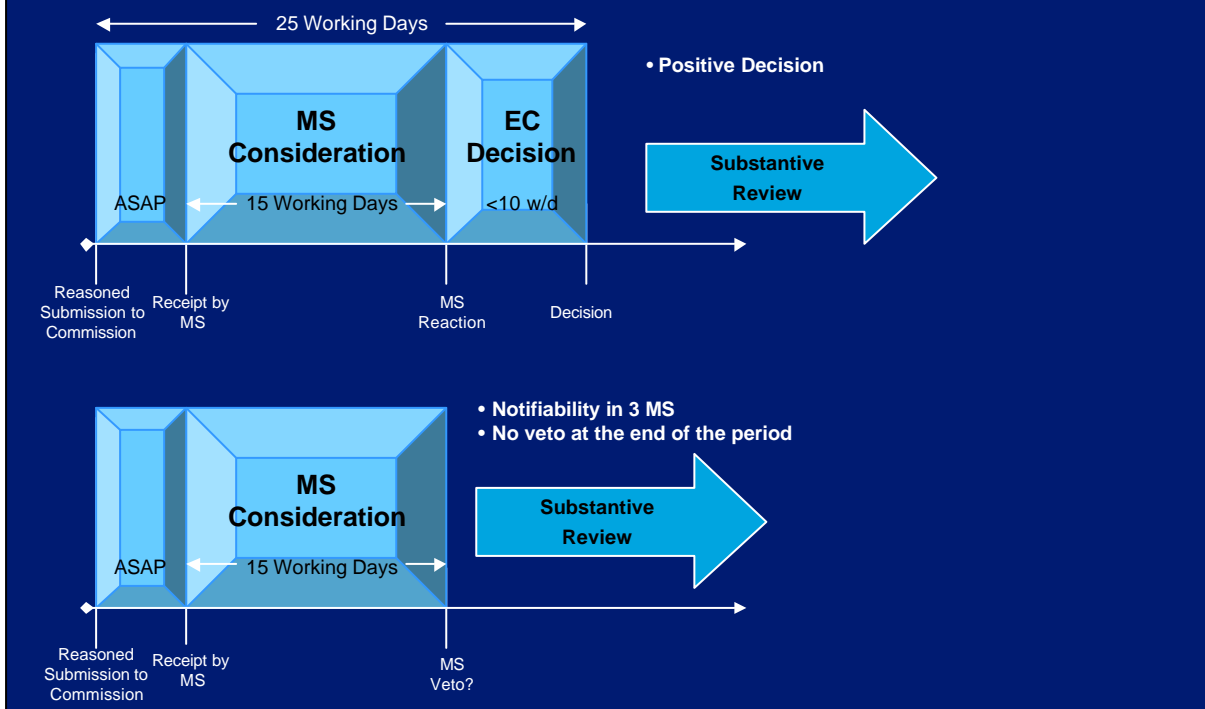 25 Working Days
• Positive Decision
MS
Consideration
EC
Decision
Substantive
Review
ASAP
15 Working Days
<10 w/d
Reasoned
Submission to
Commission
Receipt by
MS
MS
Reaction
Decision
• Notifiability in 3 MS
• No veto at the end of the period
MS
Consideration
Substantive
Review
ASAP
15 Working Days
Reasoned
Submission to
Commission
Receipt by
MS
MS
Veto?